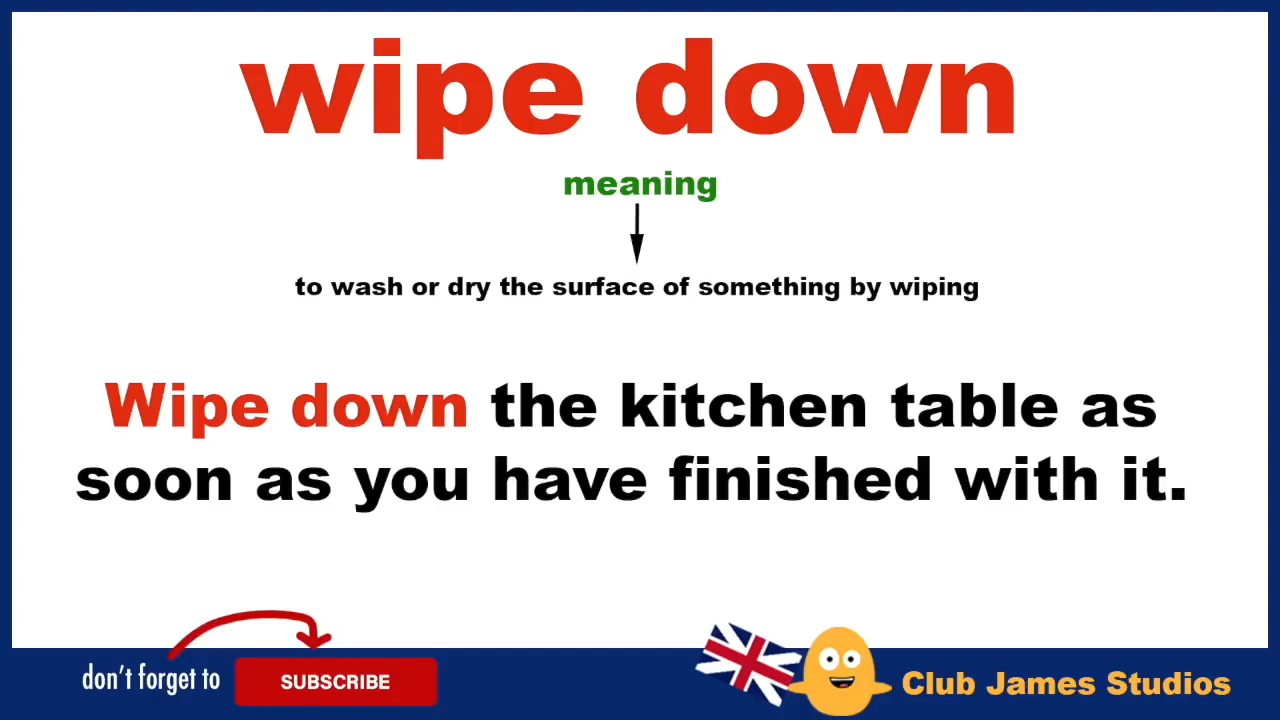 wipe down
meaning
to wash or dry the surface of something by wiping
Wipe down the kitchen table as
soon as you have finished with it.
don't forget to
SUBSCRIBE
Club James Studios